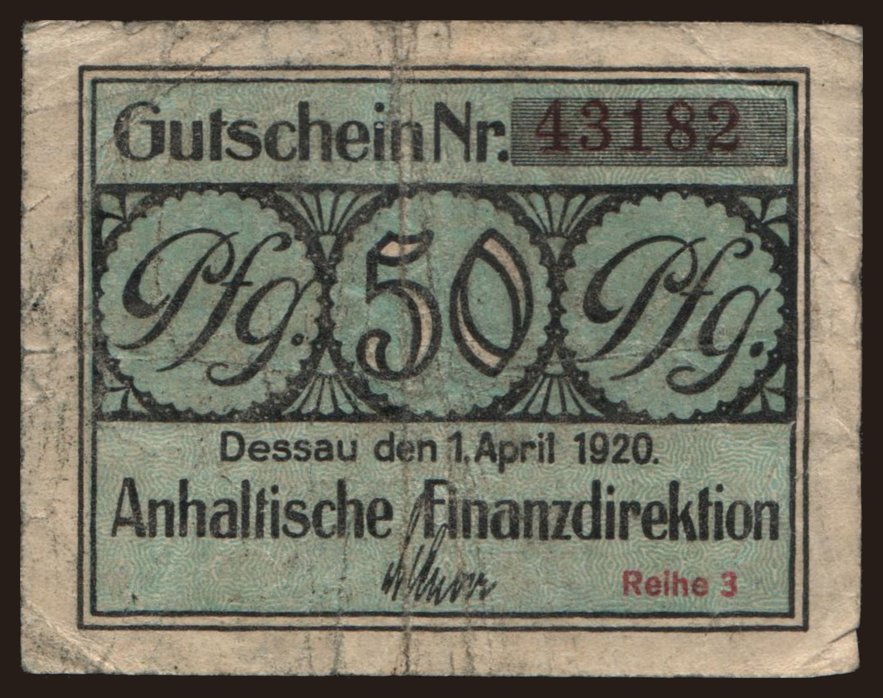 Gutschein Nr. 43182
Pfg. 50 Pfg.
Dessau den 1. April 1920.
Anhaltische Finanzdirektion
Reihe 3